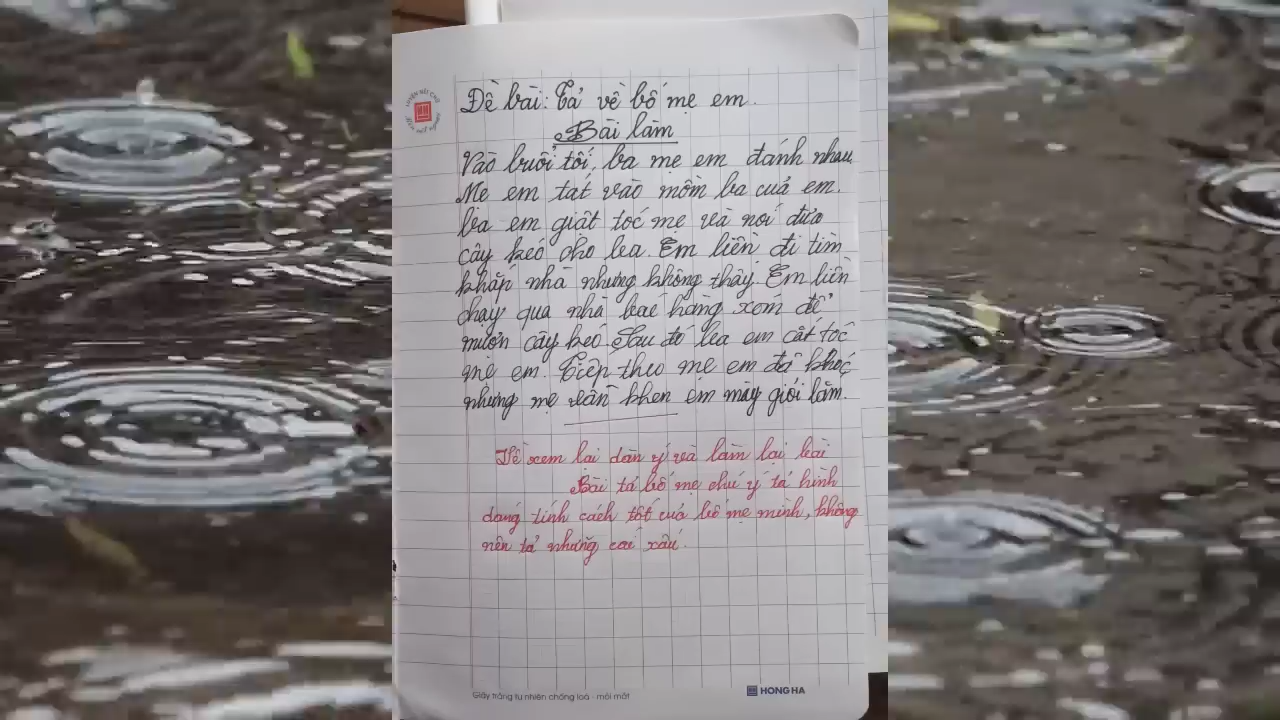 Đề bài: Tả về bố mẹ em.
Bài làm
Vào buổi tối, ba mẹ em đánh nhau
Mẹ em tát vào mồm ba cuả em.
ba em giật tóc mẹ và nói đưa
cây kéo cho ba. Em liền đi tìm
khắp nhà nhưng không thấy. Em liền
chạy qua nhà bác hàng xóm để
mượn cây kéo Sau đó ba em cắt tóc
mẹ em. Tiếp theo mẹ em đã khóc
nhưng mẹ vẫn khen em mày giỏi lắm.
Về xem lại dàn ý và làm lại bài
Bài tả bố mẹ chú ý tả hình
dáng tính cách tốt của bố mẹ mình, không
nên tả những cái xấu.
Giấy trắng tự nhiên chống loá - mỏi mắt
HONG HA